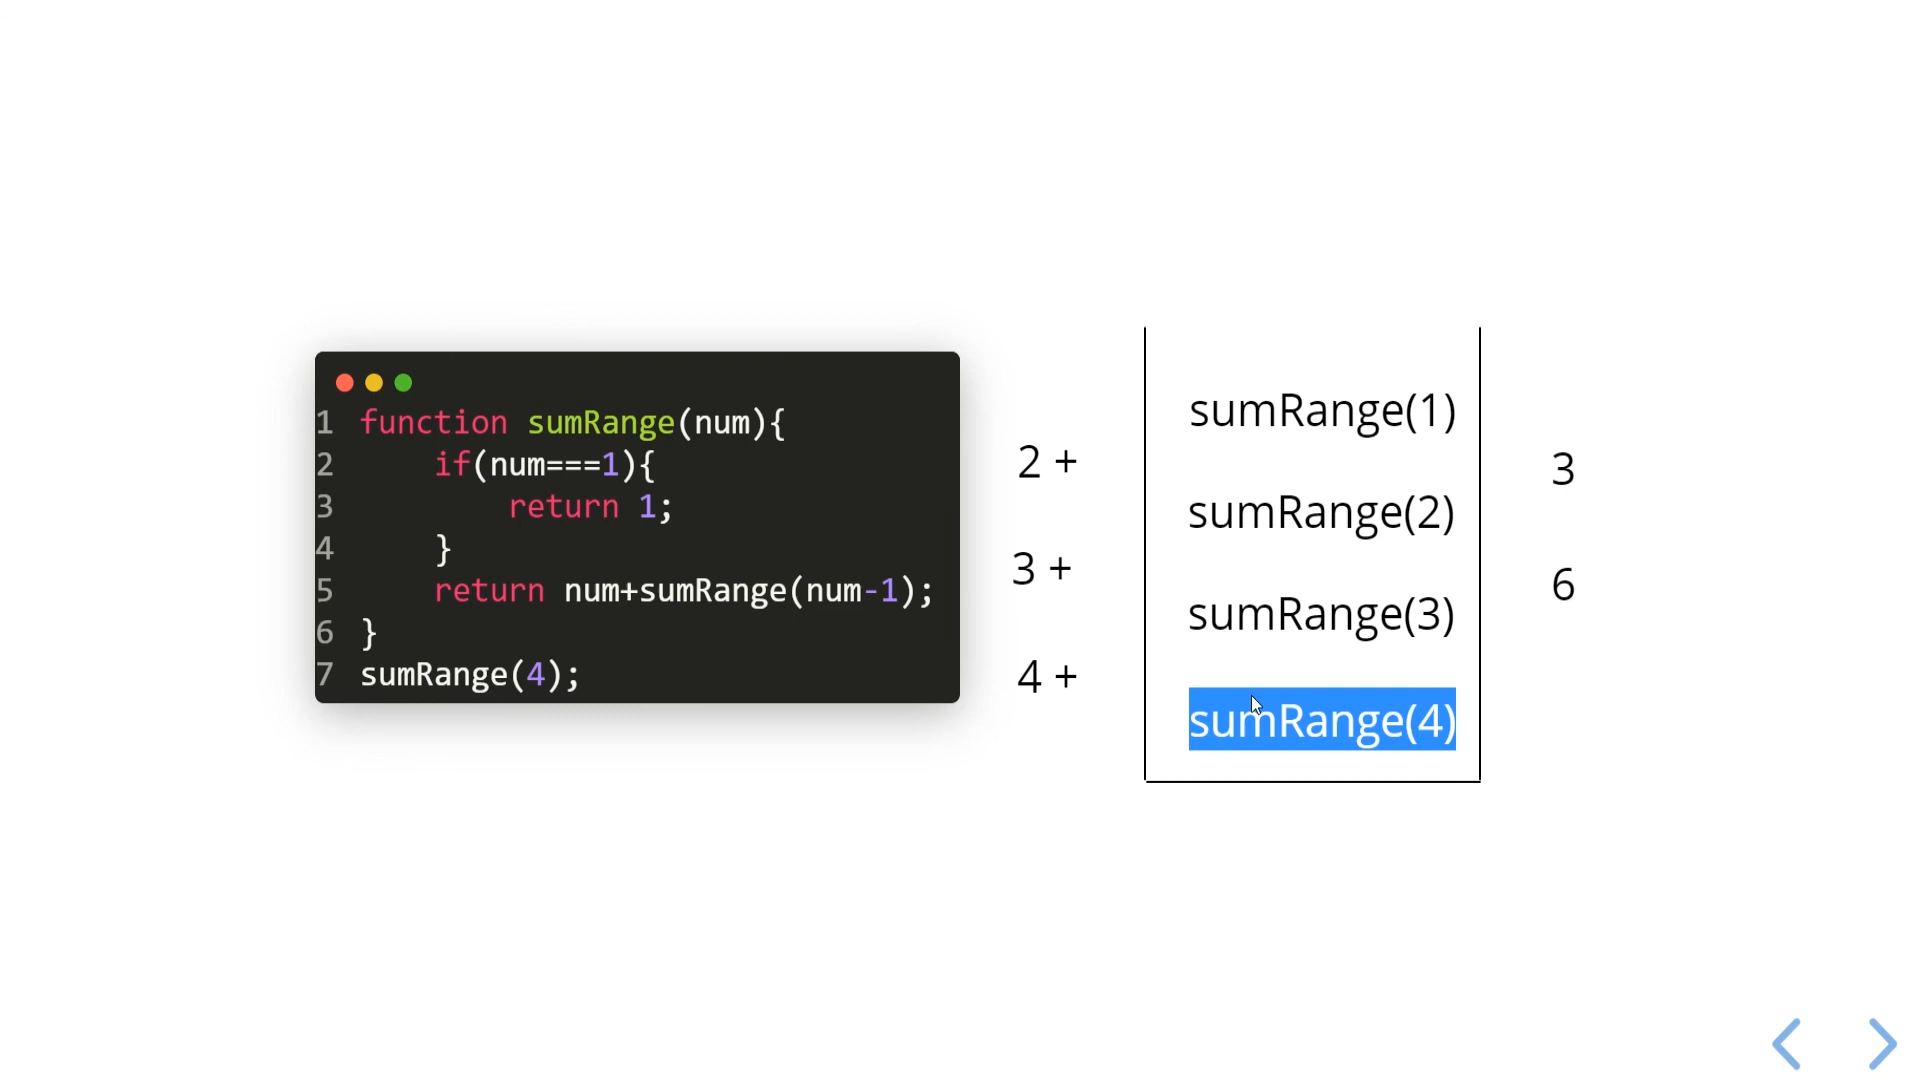 1 function sumRange(num){
2     if(num===1){
3         return 1;
4     }
5     return num+sumRange(num-1);
6 }
7 sumRange(4);
2 +
3 +
4 +
sumRange(1)
sumRange(2)
sumRange(3)
sumRange(4)
3
6